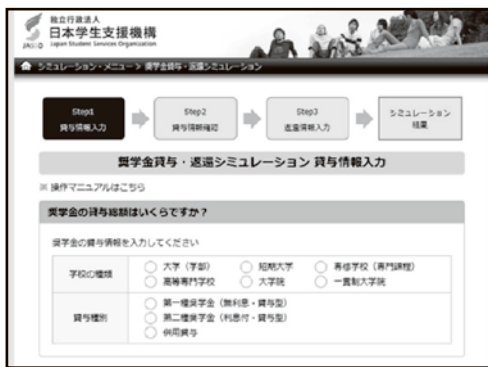 独立行政法人
日本学生支援機構
JASSO Japan Student Services Organization
シミュレーション・メニュー > 奨学金貸与・返還シミュレーション
Step1 Step2 Step3 シミュレーション
貸与情報入力 貸与情報確認 返還情報入力 結果
奨学金貸与・返還シミュレーション 貸与情報入力
※ 操作マニュアルはこちら
奨学金の貸与総額はいくらですか?
奨学金の貸与情報を入力してください
学校の種類 大学(学部) 短期大学 専修学校(専門課程)
高等専門学校 大学院 一貫制大学院
貸与種別 第一種奨学金(無利息・貸与型)
第二種奨学金(利息付・貸与型)
併用貸与